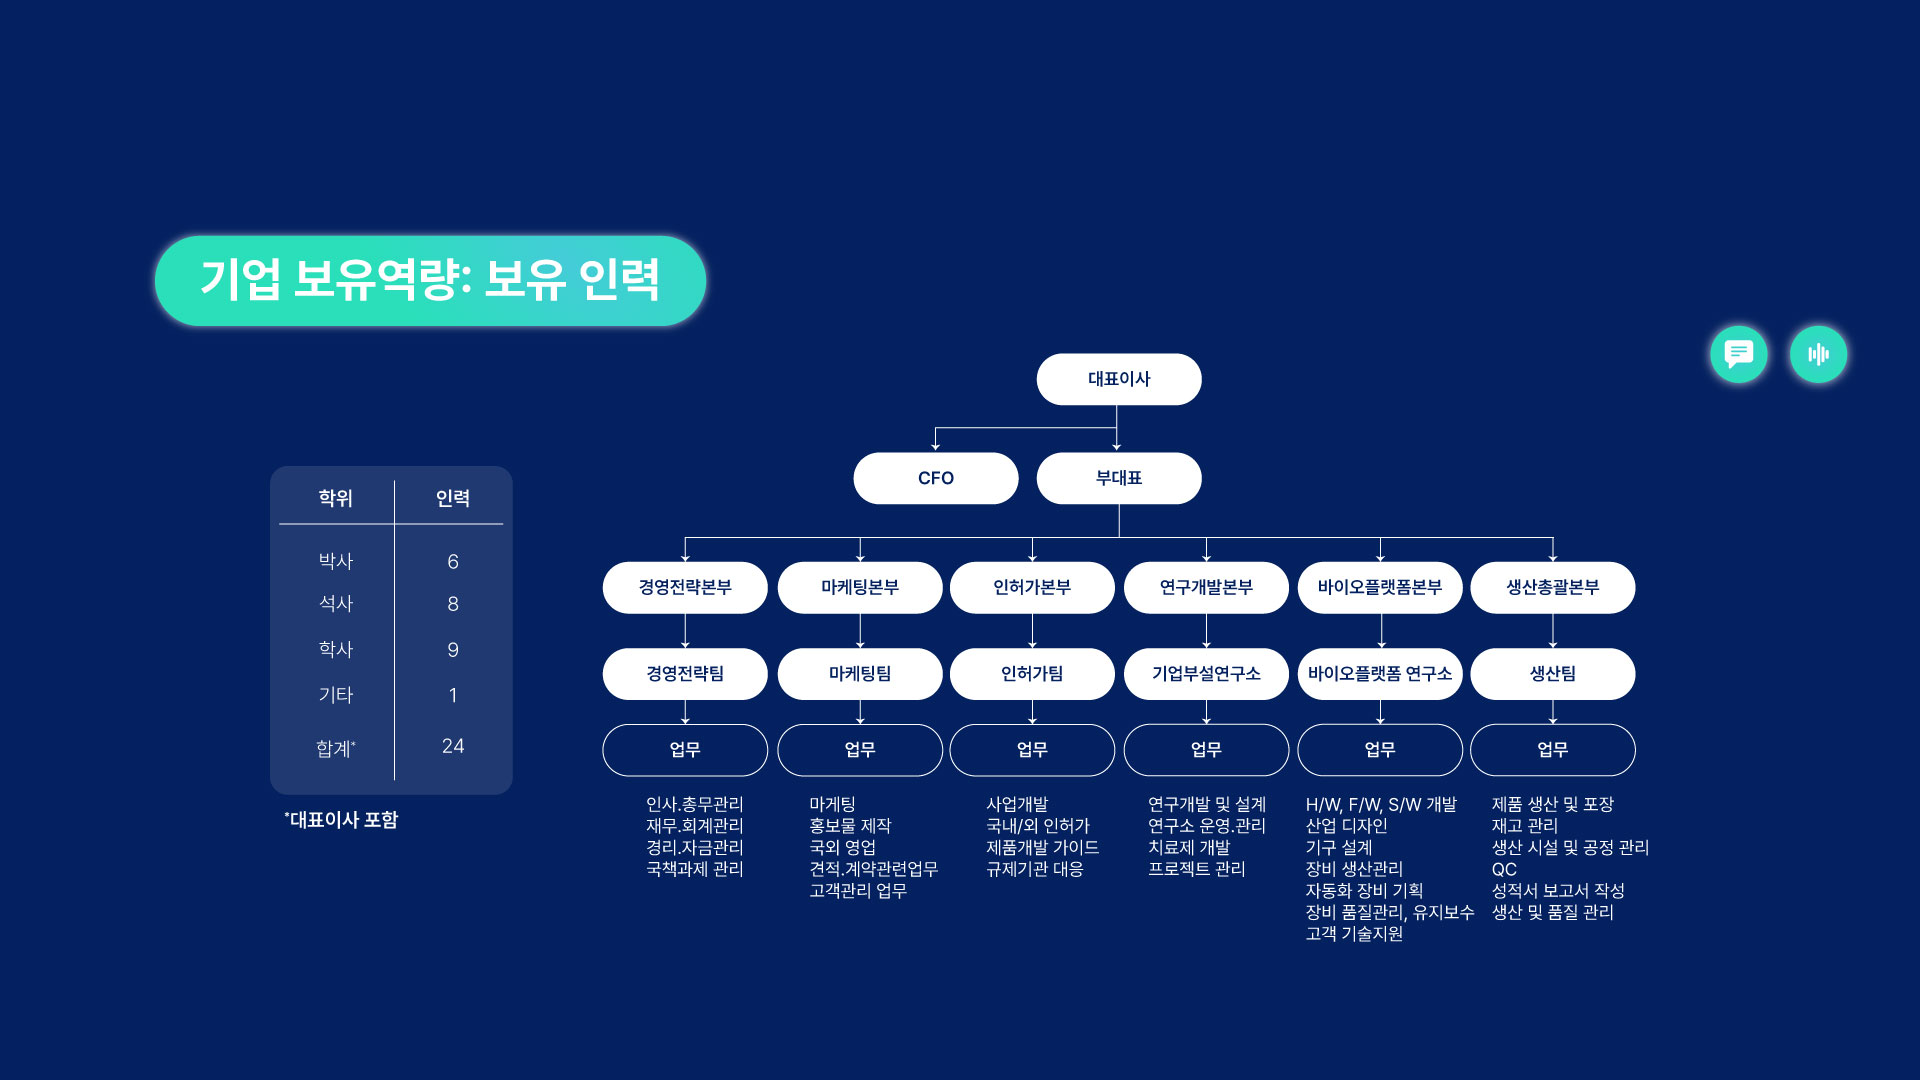 기업 보유역량: 보유 인력
대표이사
CFO
부대표
학위 인력
박사 6
석사 8
학사 9
기타 1
합계* 24
*대표이사 포함
경영전략본부
마케팅본부
인허가본부
연구개발본부
바이오플랫폼본부
생산총괄본부
경영전략팀
마케팅팀
인허가팀
기업부설연구소
바이오플랫폼 연구소
생산팀
업무
업무
업무
업무
업무
업무
인사.총무관리
재무.회계관리
경리.자금관리
국책과제 관리
마게팅
홍보물 제작
국외 영업
견적.계약관련업무
고객관리 업무
사업개발
국내/외 인허가
제품개발 가이드
규제기관 대응
연구개발 및 설계
연구소 운영.관리
치료제 개발
프로젝트 관리
H/W, F/W, S/W 개발
산업 디자인
기구 설계
장비 생산관리
자동화 장비 기획
장비 품질관리, 유지보수
고객 기술지원
제품 생산 및 포장
재고 관리
생산 시설 및 공정 관리
QC
성적서 보고서 작성
생산 및 품질 관리